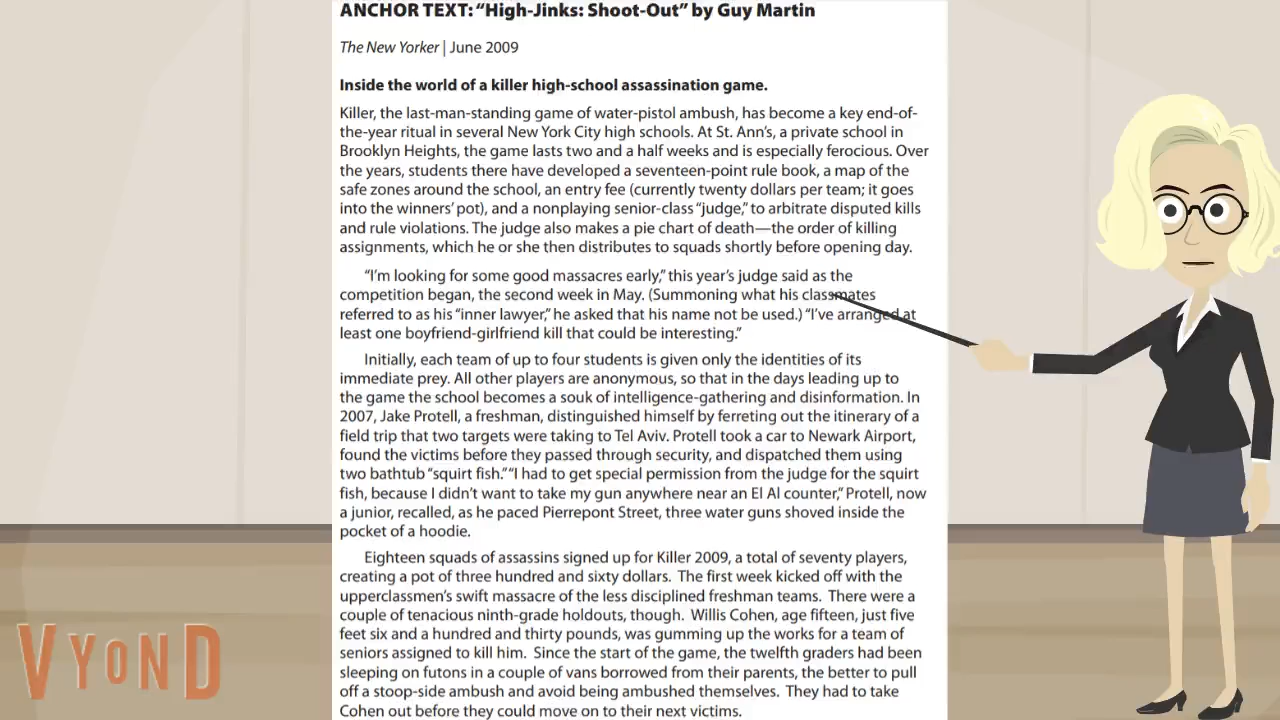 ANCHOR TEXT: “High-Jinks: Shoot-Out” by Guy Martin
The New Yorker | June 2009
Inside the world of a killer high-school assassination game.
Killer, the last-man-standing game of water-pistol ambush, has become a key end-of-
the-year ritual in several New York City high schools. At St. Ann’s, a private school in
Brooklyn Heights, the game lasts two and a half weeks and is especially ferocious. Over
the years, students there have developed a seventeen-point rule book, a map of the
safe zones around the school, an entry fee (currently twenty dollars per team; it goes
into the winners’ pot), and a nonplaying senior-class “judge,” to arbitrate disputed kills
and rule violations. The judge also makes a pie chart of death—the order of killing
assignments, which he or she then distributes to squads shortly before opening day.
“I’m looking for some good massacres early,” this year’s judge said as the
competition began, the second week in May. (Summoning what his classmates
referred to as his “inner lawyer,” he asked that his name not be used.) “I’ve arranged at
least one boyfriend-girlfriend kill that could be interesting.”
Initially, each team of up to four students is given only the identities of its
immediate prey. All other players are anonymous, so that in the days leading up to
the game the school becomes a souk of intelligence-gathering and disinformation. In
2007, Jake Protell, a freshman, distinguished himself by ferreting out the itinerary of a
field trip that two targets were taking to Tel Aviv. Protell took a car to Newark Airport,
found the victims before they passed through security, and dispatched them using
two bathtub “squirt fish.” “I had to get special permission from the judge for the squirt
fish, because I didn’t want to take my gun anywhere near an El Al counter,” Protell, now
a junior, recalled, as he paced Pierrepont Street, three water guns shoved inside the
pocket of a hoodie.
Eighteen squads of assassins signed up for Killer 2009, a total of seventy players,
creating a pot of three hundred and sixty dollars. The first week kicked off with the
upperclassmen’s swift massacre of the less disciplined freshman teams. There were a
couple of tenacious ninth-grade holdouts, though. Willis Cohen, age fifteen, just five
feet six and a hundred and thirty pounds, was gumming up the works for a team of
seniors assigned to kill him. Since the start of the game, the twelfth graders had been
sleeping on futons in a couple of vans borrowed from their parents, the better to pull
off a stoop-side ambush and avoid being ambushed themselves. They had to take
Cohen out before they could move on to their next victims.
VYOND